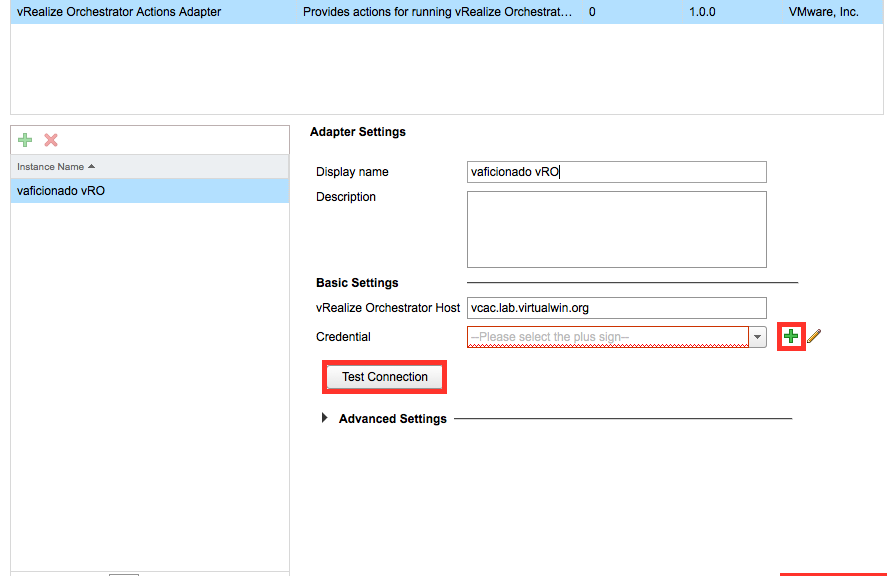 vRealize Orchestrator Actions Adapter Provides actions for running vRealize Orchestrat... 0 1.0.0 VMware, Inc.
Adapter Settings
Instance Name
vaficionado vRO
Display name vaficionado vRO
Description
Basic Settings
vRealize Orchestrator Host vcac.lab.virtualwin.org
Credential --Please select the plus sign--
Test Connection
Advanced Settings